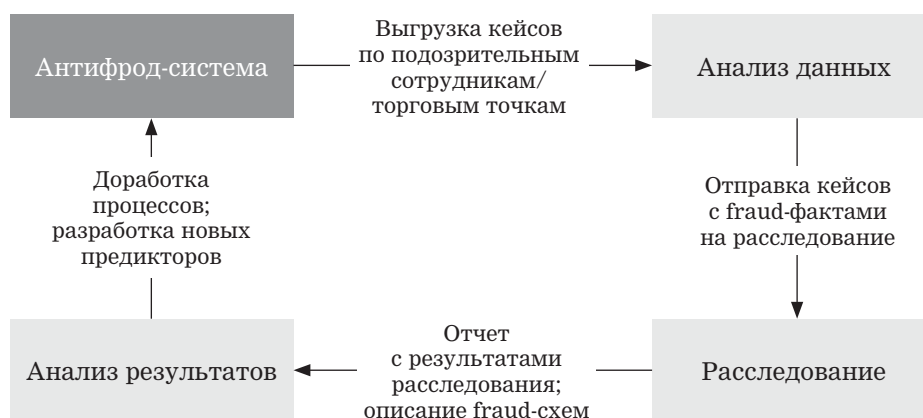 Антифрод-система
Выгрузка кейсов
по подозрительным
сотрудникам/
торговым точкам
Анализ данных
Доработка
процессов;
разработка новых
предикторов
Отправка кейсов
с fraud-фактами
на расследование
Анализ результатов
Отчет
с результатами
расследования;
описание fraud-схем
Расследование